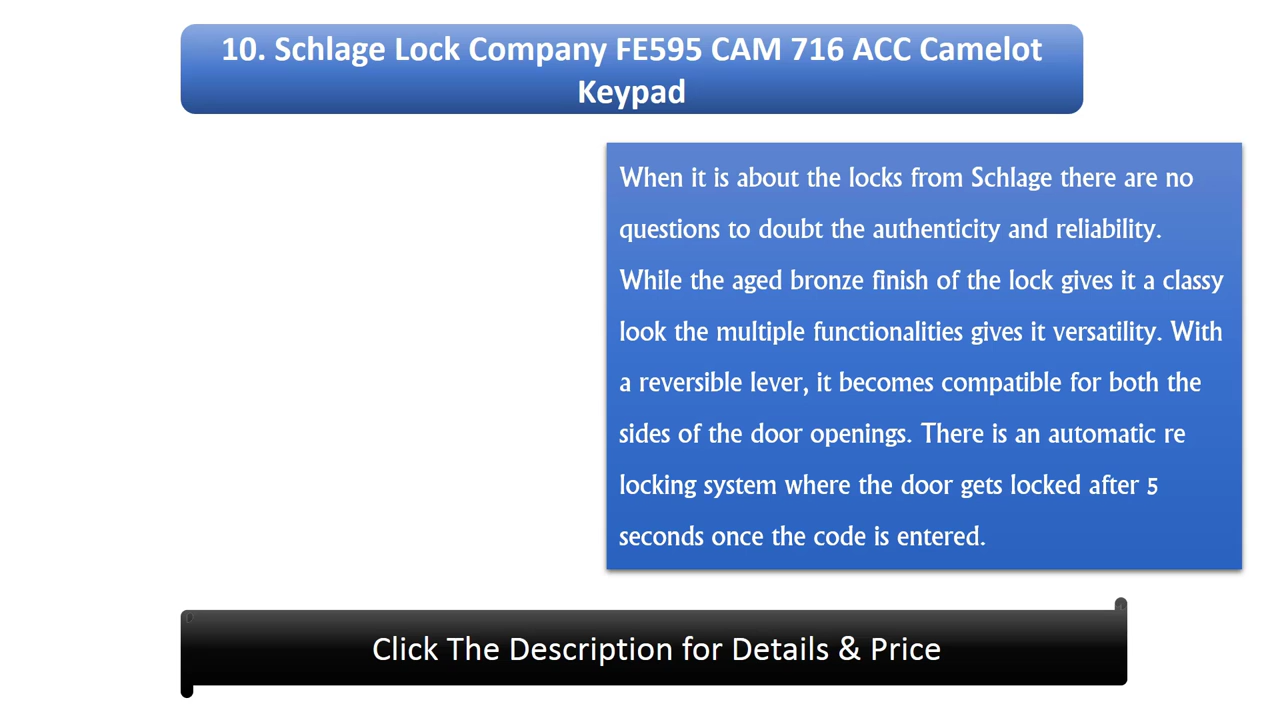 10. Schlage Lock Company FE595 CAM 716 ACC Camelot
Keypad
When it is about the locks from Schlage there are no
questions to doubt the authenticity and reliability.
While the aged bronze finish of the lock gives it a classy
look the multiple functionalities gives it versatility. With
a reversible lever, it becomes compatible for both the
sides of the door openings. There is an automatic re
locking system where the door gets locked after 5
seconds once the code is entered.
Click The Description for Details & Price